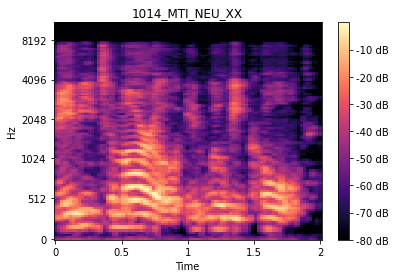 1014_MTI_NEU_XX
8192
4096
2048
1024
512
0
Hz
0
0.5
1
1.5
2
Time
-10 dB
-20 dB
-30 dB
-40 dB
-50 dB
-60 dB
-70 dB
-80 dB